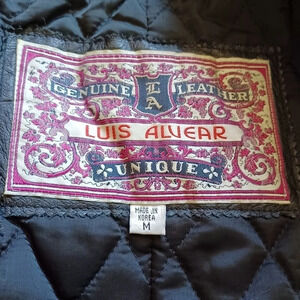 GENUINE LEATHER
LA
LUIS ALVEAR
UNIQUE
MADE IN
KOREA
M